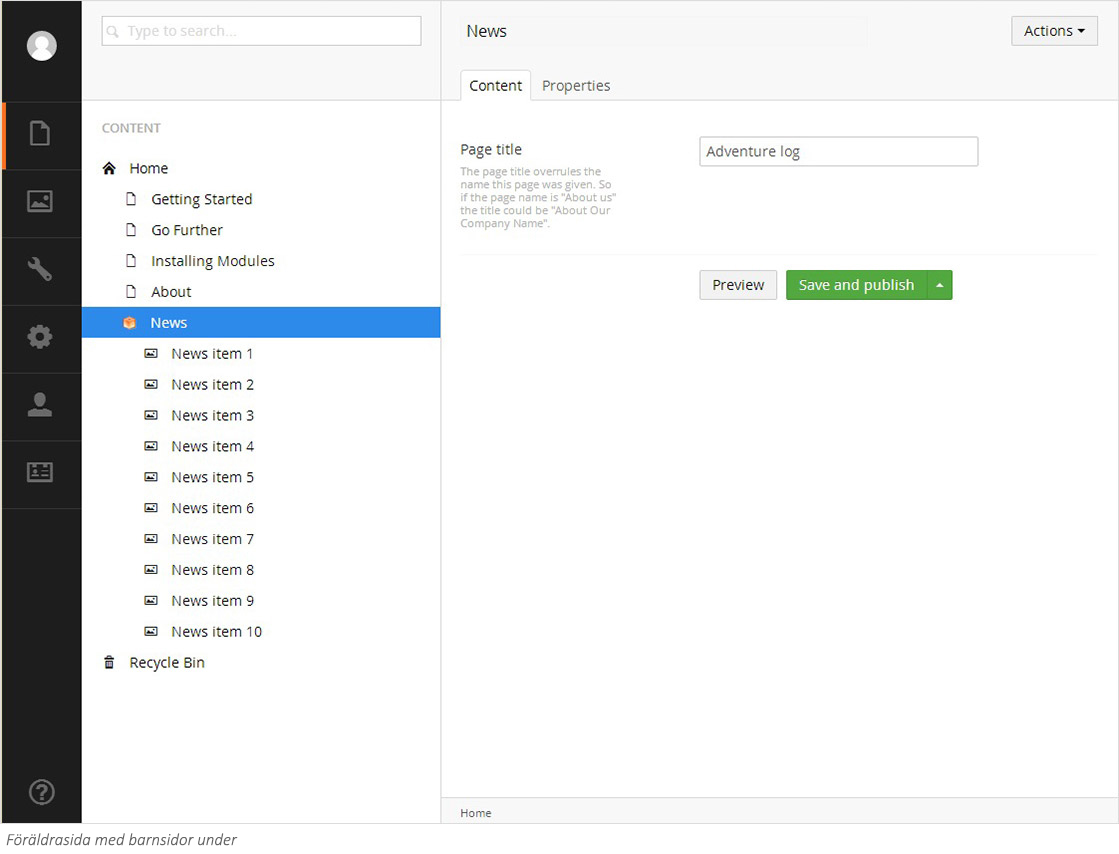 Type to search...
News
Actions
Content
Properties
CONTENT
Home
Getting Started
Go Further
Installing Modules
About
News
News item 1
News item 2
News item 3
News item 4
News item 5
News item 6
News item 7
News item 8
News item 9
News item 10
Recycle Bin
Page title
The page title overrules the
name this page was given. So
if the page name is "About us"
the title could be "About Our
Company Name".
Adventure log
Preview
Save and publish
Home
Föräldrasida med barnsidor under